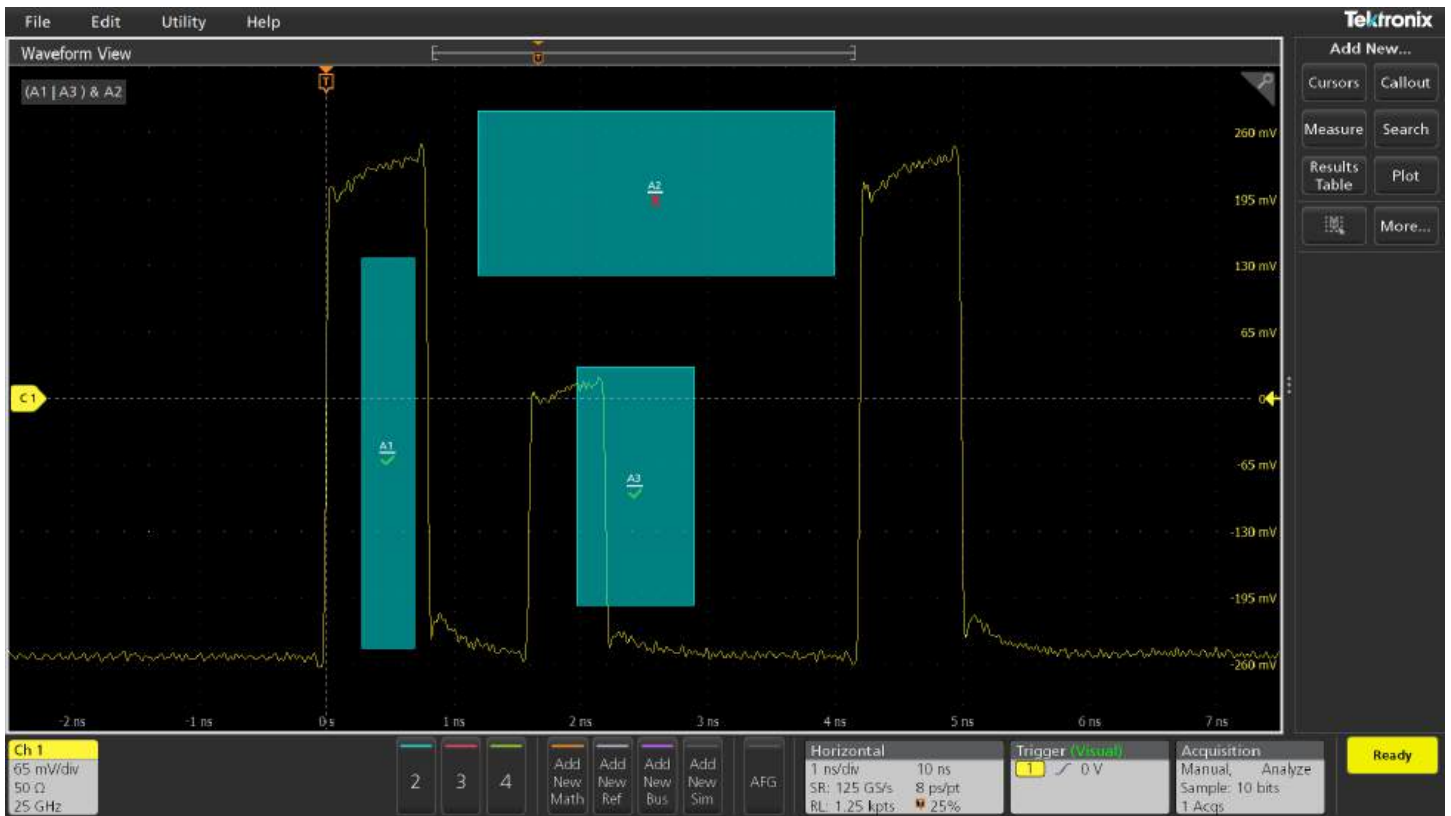 File Edit Utility Help
Tektronix
Waveform View
Add New...
T
(A1 | A3 ) & A2
T
Cursors Callout
Measure Search
Results Table Plot
More...
260 mV
195 mV
130 mV
65 mV
0
-65 mV
-130 mV
-195 mV
-260 mV
A2
C 1
A1
A3
-2 ns -1 ns 0 s 1 ns 2 ns 3 ns 4 ns 5 ns 6 ns 7 ns
Ch 1
65 mV/div
50 Ω
25 GHz
2 3 4
Add New Math
Add New Ref
Add New Bus
Add New Sim
AFG
Horizontal
1 ns/div 10 ns
SR: 125 GS/s 8 ps/pt
RL: 1.25 kpts 25%
Trigger (Visual)
1 0 V
Acquisition
Manual, Analyze
Sample: 10 bits
1 Acqs
Ready